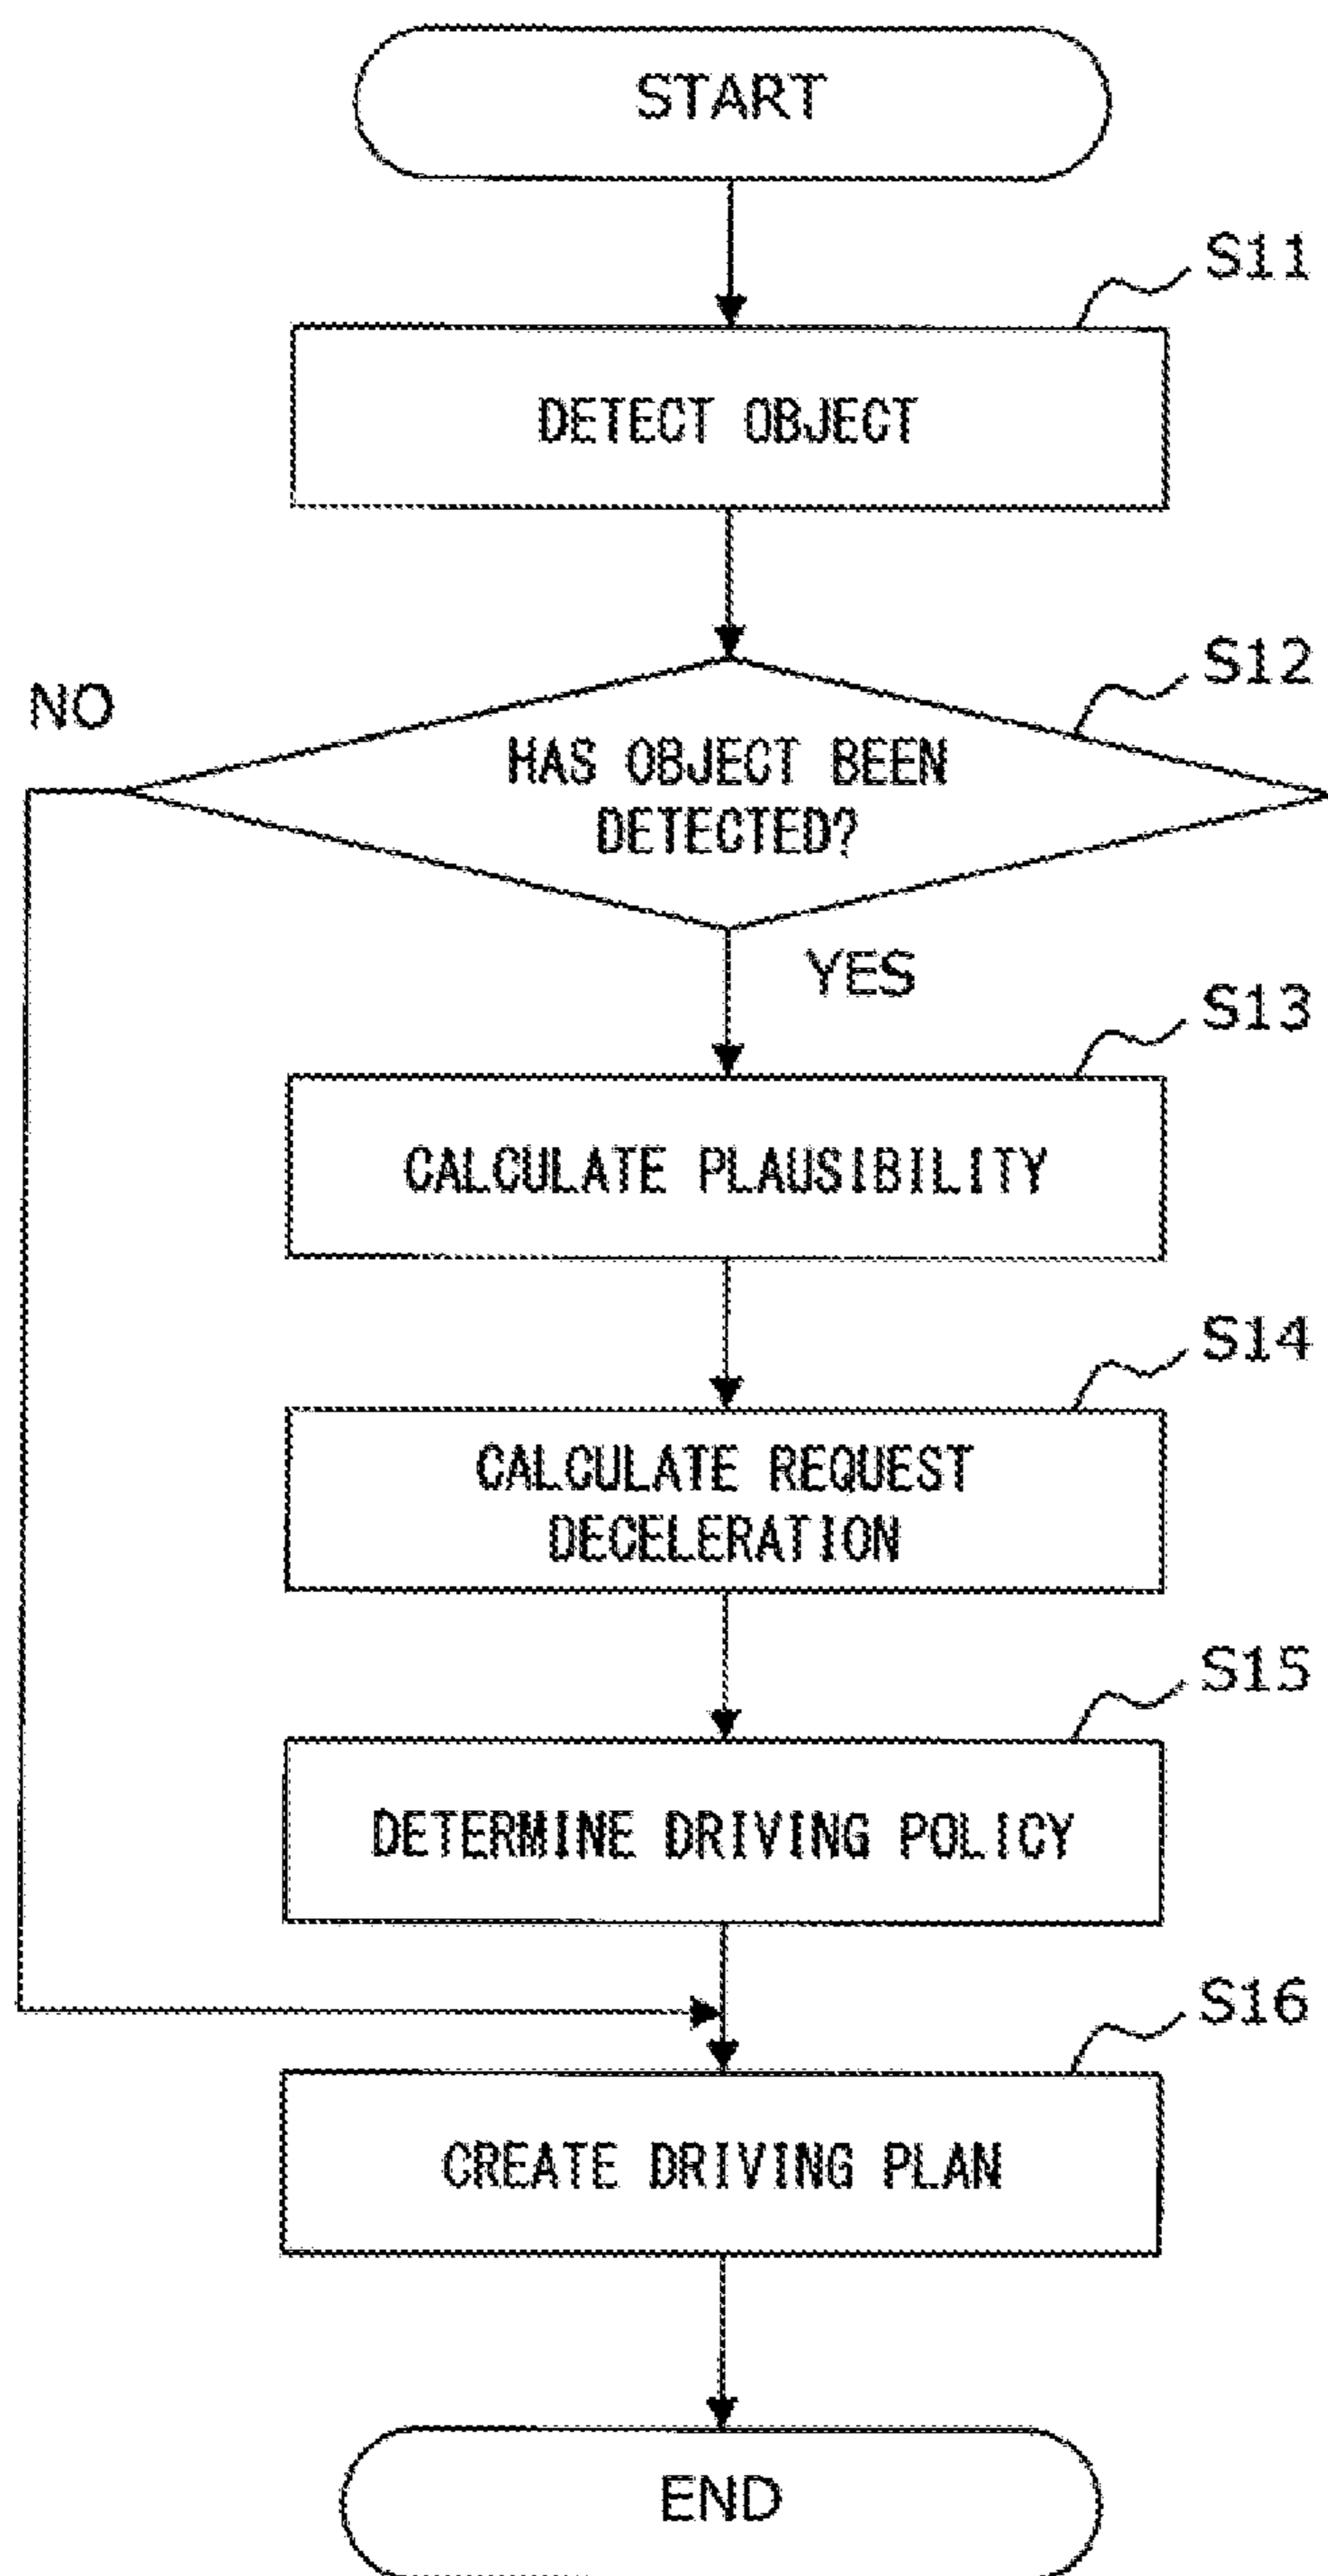 START
S11
DETECT OBJECT
S12
NO
HAS OBJECT BEEN
DETECTED?
YES
S13
CALCULATE PLAUSIBILITY
S14
CALCULATE REQUEST
DECELERATION
S15
DETERMINE DRIVING POLICY
S16
CREATE DRIVING PLAN
END